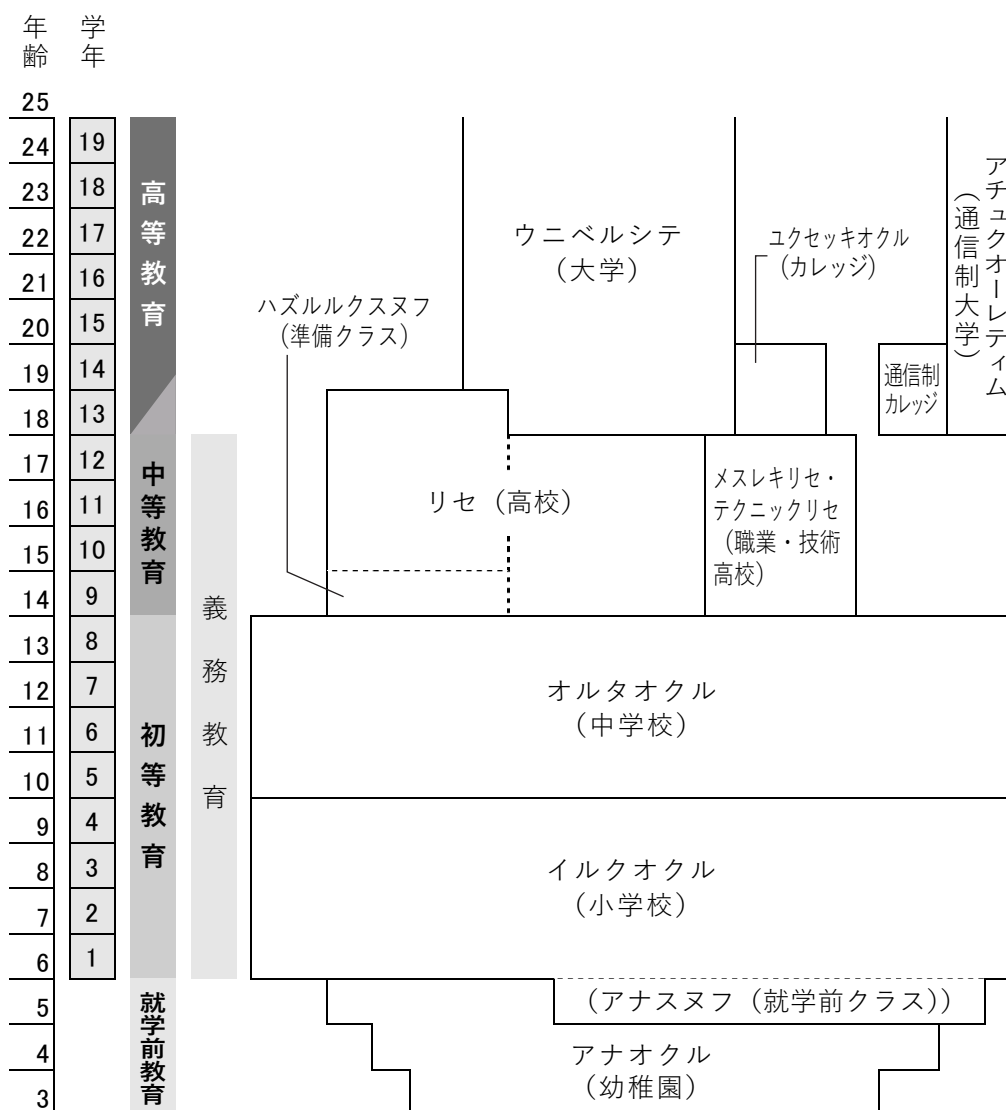 年齢
学年
25
24
23
22
21
20
19
18
17
16
15
14
13
12
11
10
9
8
7
6
5
4
3
19
18
17
16
15
14
13
12
11
10
9
8
7
6
5
4
3
2
1
高等教育
中等教育
初等教育
就学前教育
義務教育
ハズルルクスヌフ
(準備クラス)
ウニベルシテ
(大学)
ユクセッキオクル
(カレッジ)
アチュクオーレティム
(通信制大学)
通信制
カレッジ
リセ(高校)
メスレキリセ・
テクニックリセ
(職業・技術
高校)
オルタオクル
(中学校)
イルクオクル
(小学校)
(アナスヌフ(就学前クラス))
アナオクル
(幼稚園)